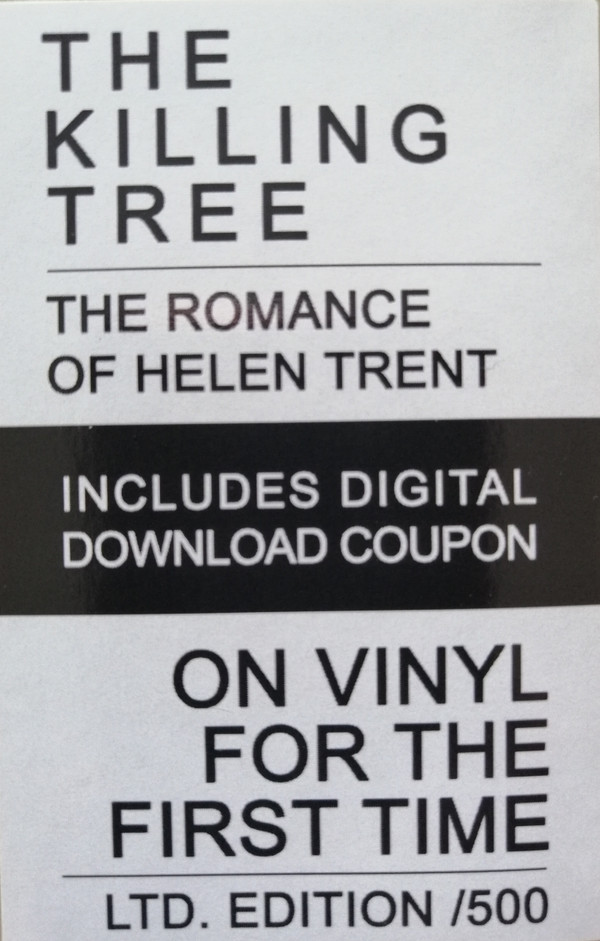 THE
KILLING
TREE
THE ROMANCE
OF HELEN TRENT
INCLUDES DIGITAL
DOWNLOAD COUPON
ON VINYL
FOR THE
FIRST TIME
LTD. EDITION /500